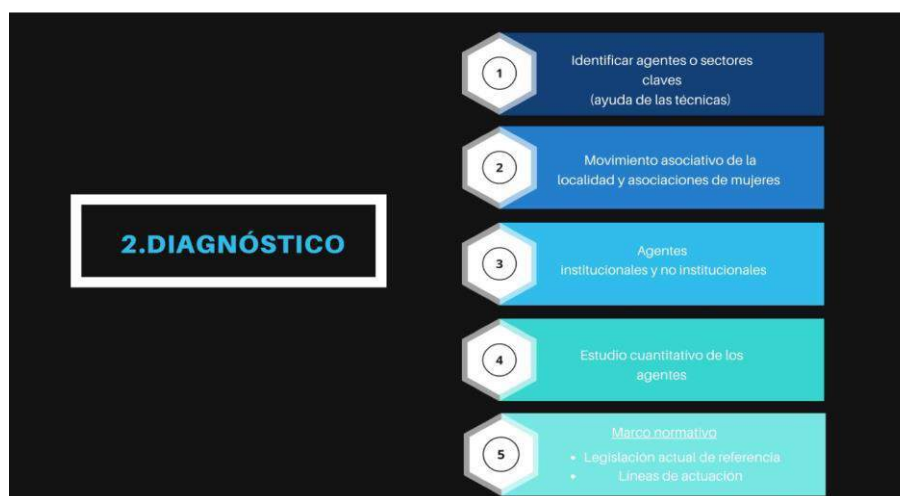 2.DIAGNÓSTICO
1
Identificar agentes o sectores
claves
(ayuda de las técnicas)
2
Movimiento asociativo de la
localidad y asociaciones de mujeres
3
Agentes
institucionales y no institucionales
4
Estudio cuantitativo de los
agentes
5
Marco normativo
• Legislación actual de referencia
• Líneas de actuación